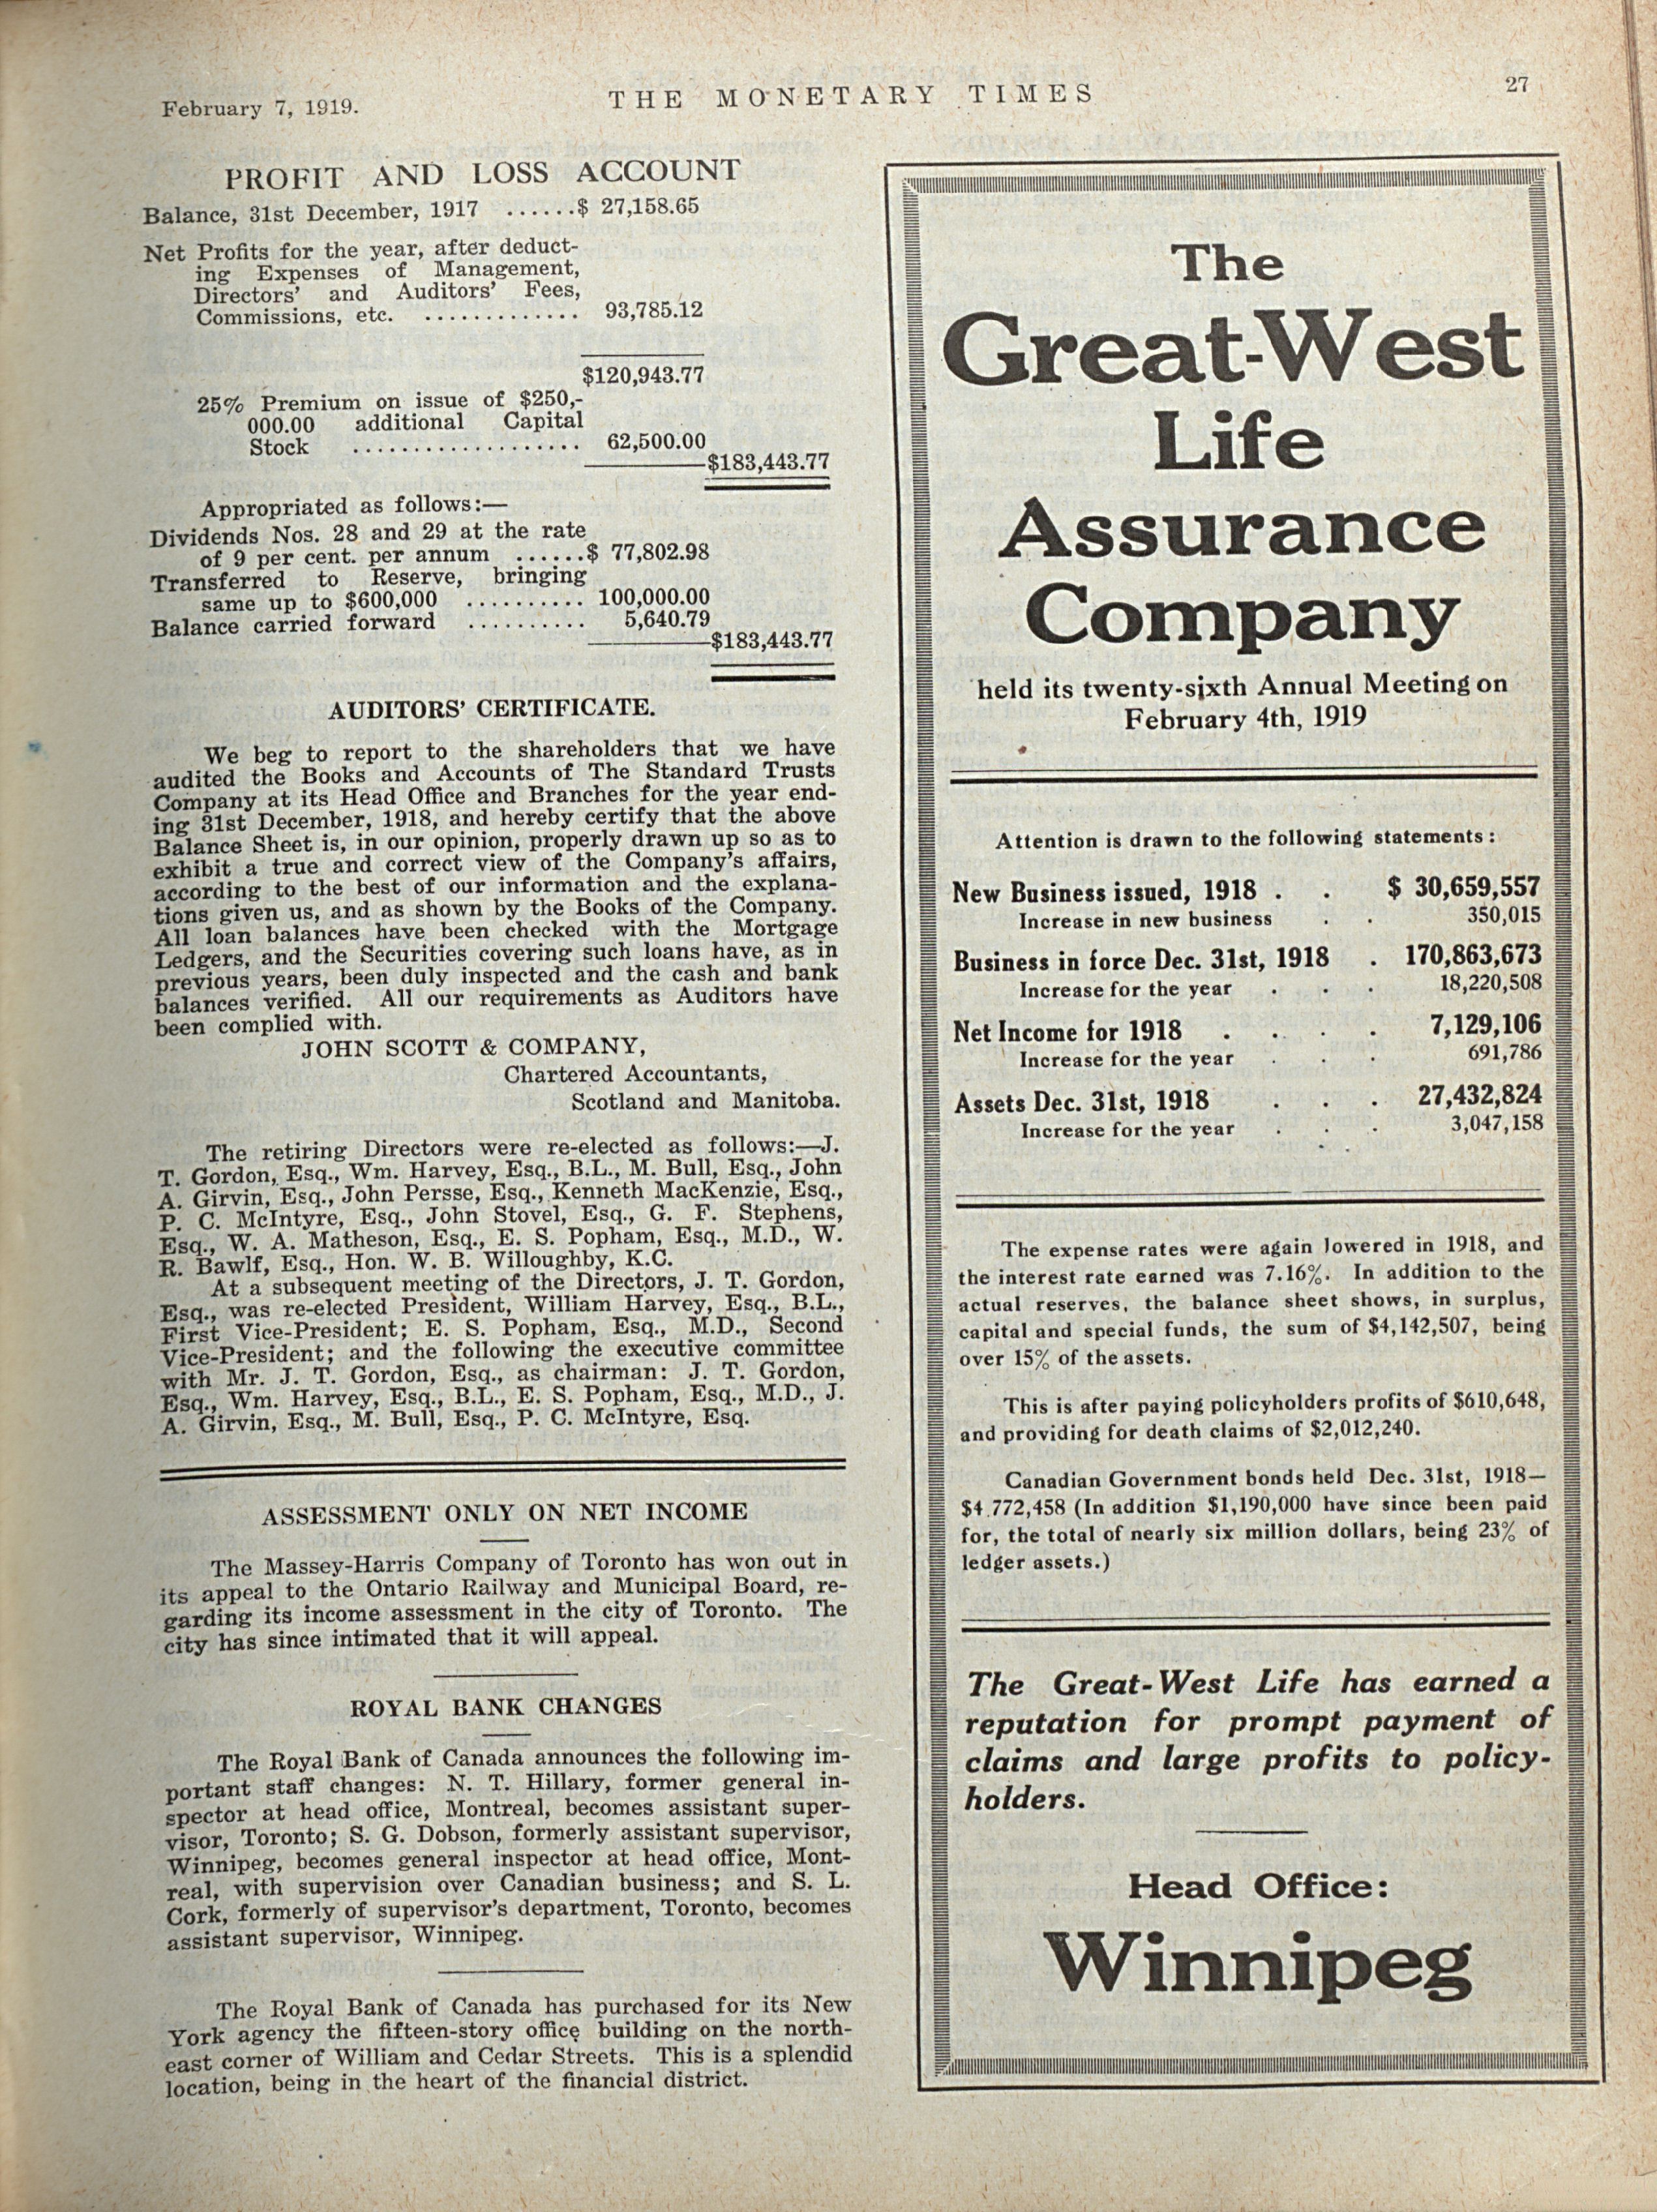 February 7, 1919.
THE MONETARY TIMES
27
PROFIT AND LOSS ACCOUNT
Balance, 31st December, 1917 ......$ 27,158.65
Net Profits for the year, after deduct-
ing Expenses of Management,
Directors' and Auditors' Fees,
Commissions, etc. ............. 93,785.12
$120,943.77
25% Premium on issue of $250,-
000.00 additional Capital
Stock ................... 62,500.00
$183,443.77
Appropriated as follows:—
Dividends Nos. 28 and 29 at the rate
of 9 per cent. per annum ......$ 77,802.98
Transferred to Reserve, bringing
same up to $600,000 .......... 100,000.00
Balance carried forward .......... 5,640.79
$183,443.77
AUDITORS' CERTIFICATE.
We beg to report to the shareholders that we have
audited the Books and Accounts of The Standard Trusts
Company at its Head Office and Branches for the year end-
ing 31st December, 1918, and hereby certify that the above
Balance Sheet is, in our opinion, properly drawn up so as to
exhibit a true and correct view of the Company's affairs,
according to the best of our information and the explana-
tions given us, and as shown by the Books of the Company.
All loan balances have been checked with the Mortgage
Ledgers, and the Securities covering such loans have, as in
previous years, been duly inspected and the cash and bank
balances verified. All our requirements as Auditors have
been complied with.
JOHN SCOTT & COMPANY,
Chartered Accountants,
Scotland and Manitoba.
The retiring Directors were re-elected as follows:—J.
T. Gordon, Esq., Wm. Harvey, Esq., B.L., M. Bull, Esq., John
A. Girvin, Esq., John Persse, Esq., Kenneth MacKenzie, Esq.,
P. C. McIntyre, Esq., John Stovel, Esq., G. F. Stephens,
Esq., W. A. Matheson, Esq., E. S. Popham, Esq., M.D., W.
R. Bawlf, Esq., Hon. W. B. Willoughby, K.C.
At a subsequent meeting of the Directors, J. T. Gordon,
Esq., was re-elected President, William Harvey, Esq., B.L.,
First Vice-President; E. S. Popham, Esq., M.D., Second
Vice-President; and the following the executive committee
with Mr. J. T. Gordon, Esq., as chairman: J. T. Gordon,
Esq., Wm. Harvey, Esq., B.L., E. S. Popham, Esq., M.D., J.
A. Girvin, Esq., M. Bull, Esq., P. C. McIntyre, Esq.
ASSESSMENT ONLY ON NET INCOME
The Massey-Harris Company of Toronto has won out in
its appeal to the Ontario Railway and Municipal Board, re-
garding its income assessment in the city of Toronto. The
city has since intimated that it will appeal.
ROYAL BANK CHANGES
The Royal Bank of Canada announces the following im-
portant staff changes: N. T. Hillary, former general in-
spector at head office, Montreal, becomes assistant super-
visor, Toronto; S. G. Dobson, formerly assistant supervisor,
Winnipeg, becomes general inspector at head office, Mont-
real, with supervision over Canadian business; and S. L.
Cork, formerly of supervisor's department, Toronto, becomes
assistant supervisor, Winnipeg.
The Royal Bank of Canada has purchased for its New
York agency the fifteen-story office building on the north-
east corner of William and Cedar Streets. This is a splendid
location, being in the heart of the financial district.
The
Great-West
Life
Assurance
Company
held its twenty-sixth Annual Meeting on
February 4th, 1919
Attention is drawn to the following statements:
New Business issued, 1918 . . $ 30,659,557
Increase in new business . . 350,015
Business in force Dec. 31st, 1918 . 170,863,673
Increase for the year . . . 18,220,508
Net Income for 1918 . . . . 7,129,106
Increase for the year . . . 691,786
Assets Dec. 31st, 1918 . . . 27,432,824
Increase for the year . . . 3,047,158
The expense rates were again lowered in 1918, and
the interest rate earned was 7.16%. In addition to the
actual reserves, the balance sheet shows, in surplus,
capital and special funds, the sum of $4,142,507, being
over 15% of the assets.
This is after paying policyholders profits of $610,648,
and providing for death claims of $2,012,240.
Canadian Government bonds held Dec. 31st, 1918—
$4.772,458 (In addition $1,190,000 have since been paid
for, the total of nearly six million dollars, being 23% of
ledger assets.)
The Great-West Life has earned a
reputation for prompt payment of
claims and large profits to policy-
holders.
Head Office:
Winnipeg